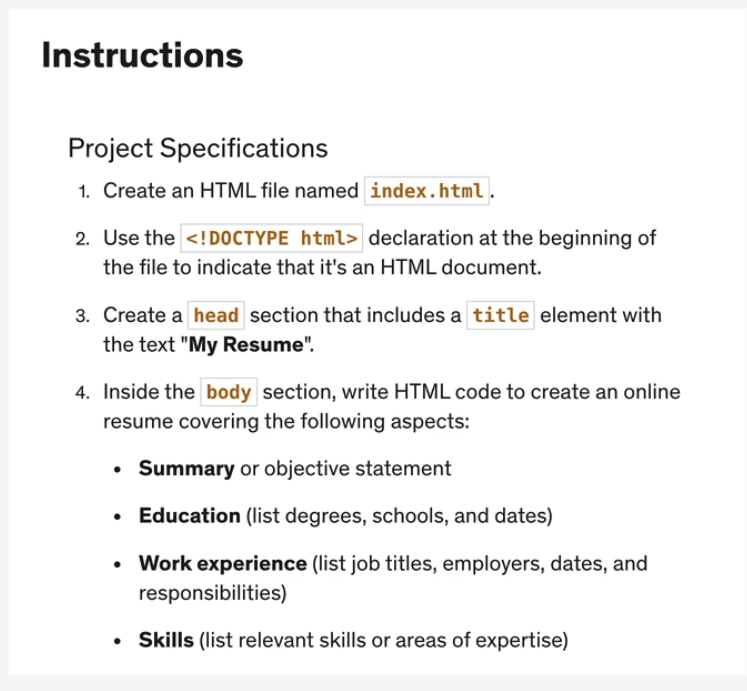 Instructions
Project Specifications
1. Create an HTML file named index.html.
2. Use the <!DOCTYPE html> declaration at the beginning of
the file to indicate that it's an HTML document.
3. Create a head section that includes a title element with
the text "My Resume".
4. Inside the body section, write HTML code to create an online
resume covering the following aspects:
• Summary or objective statement
• Education (list degrees, schools, and dates)
• Work experience (list job titles, employers, dates, and
responsibilities)
• Skills (list relevant skills or areas of expertise)